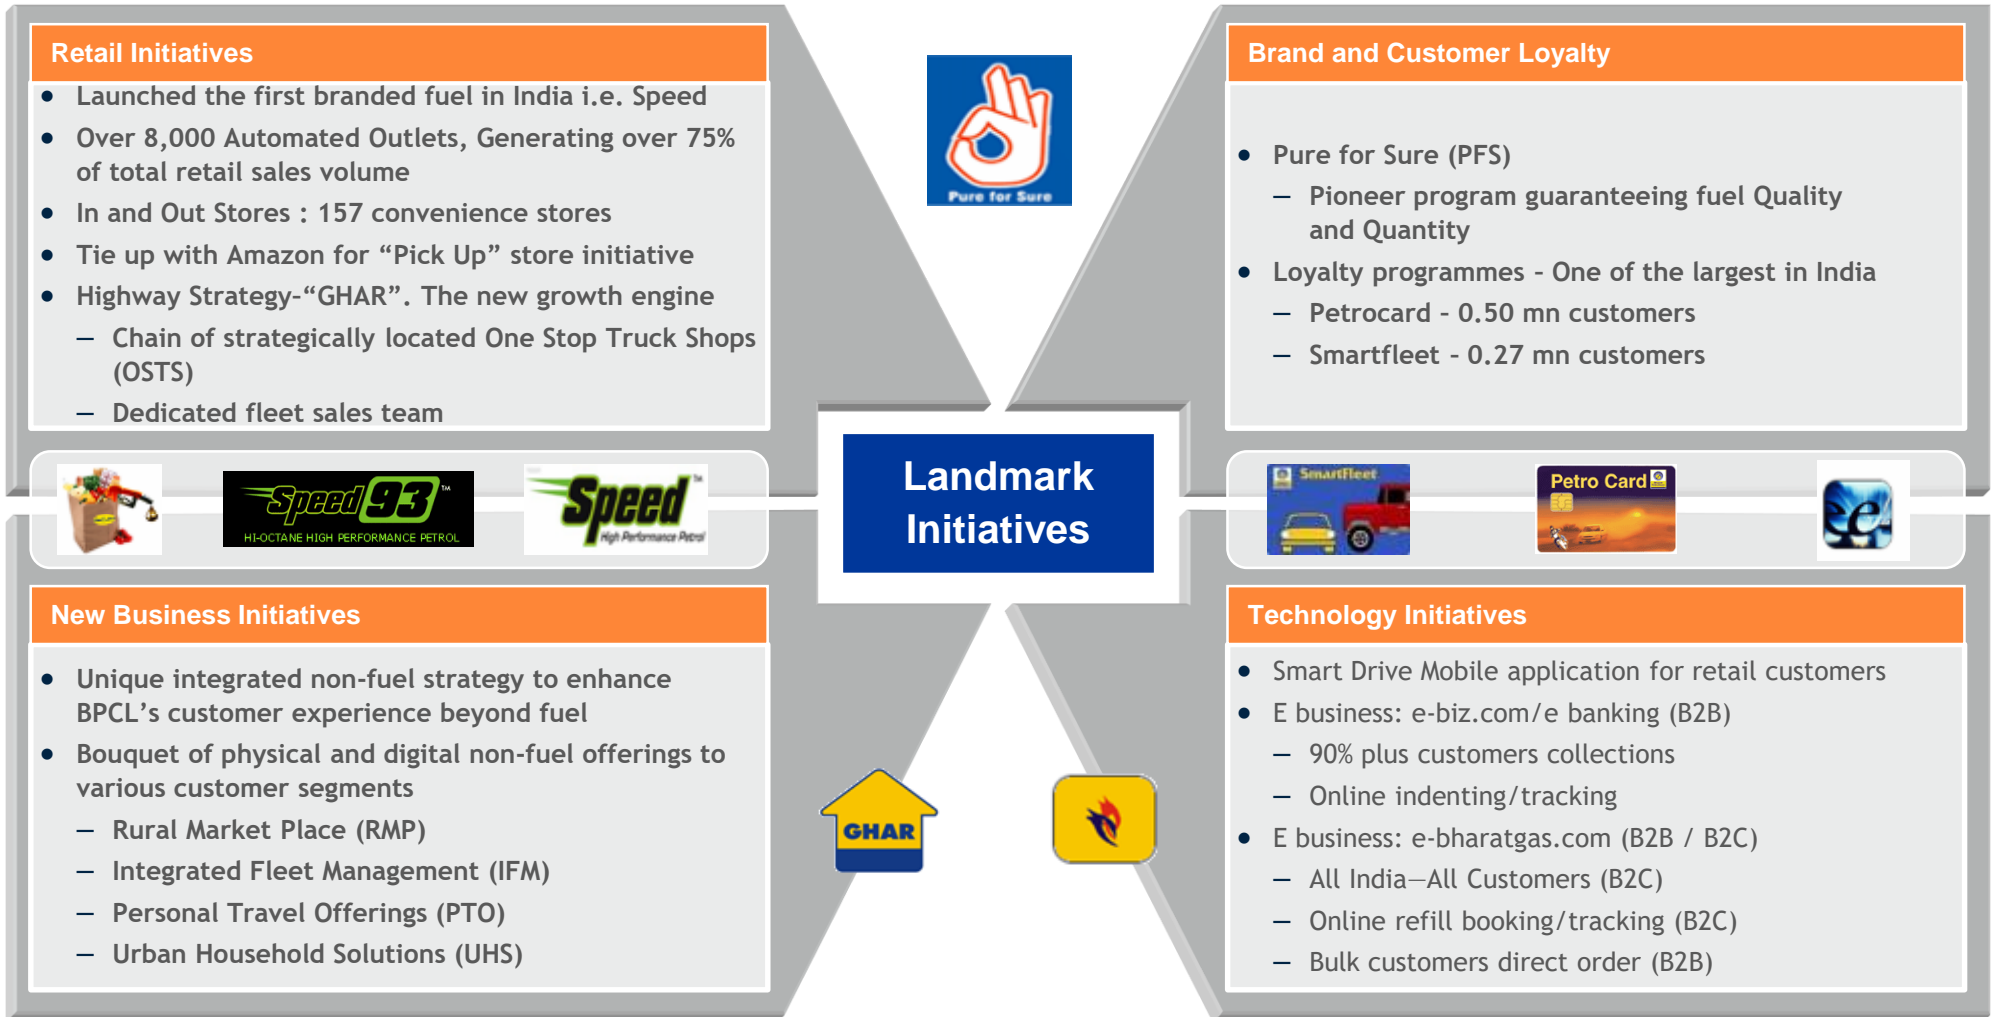 Retail Initiatives
• Launched the first branded fuel in India i.e. Speed
• Over 8,000 Automated Outlets, Generating over 75%
of total retail sales volume
• In and Out Stores : 157 convenience stores
• Tie up with Amazon for “Pick Up” store initiative
• Highway Strategy–“GHAR”. The new growth engine
– Chain of strategically located One Stop Truck Shops
(OSTS)
– Dedicated fleet sales team
Pure for Sure
Brand and Customer Loyalty
• Pure for Sure (PFS)
– Pioneer program guaranteeing fuel Quality
and Quantity
• Loyalty programmes – One of the largest in India
– Petrocard – 0.50 mn customers
– Smartfleet – 0.27 mn customers
Speed 93™
HI-OCTANE HIGH PERFORMANCE PETROL
Speed™
High Performance Petrol
Landmark
Initiatives
SmartFleet
Petro Card
e
New Business Initiatives
• Unique integrated non-fuel strategy to enhance
BPCL’s customer experience beyond fuel
• Bouquet of physical and digital non-fuel offerings to
various customer segments
– Rural Market Place (RMP)
– Integrated Fleet Management (IFM)
– Personal Travel Offerings (PTO)
– Urban Household Solutions (UHS)
GHAR
Technology Initiatives
• Smart Drive Mobile application for retail customers
• E business: e-biz.com/e banking (B2B)
– 90% plus customers collections
– Online indenting/tracking
• E business: e-bharatgas.com (B2B / B2C)
– All India—All Customers (B2C)
– Online refill booking/tracking (B2C)
– Bulk customers direct order (B2B)